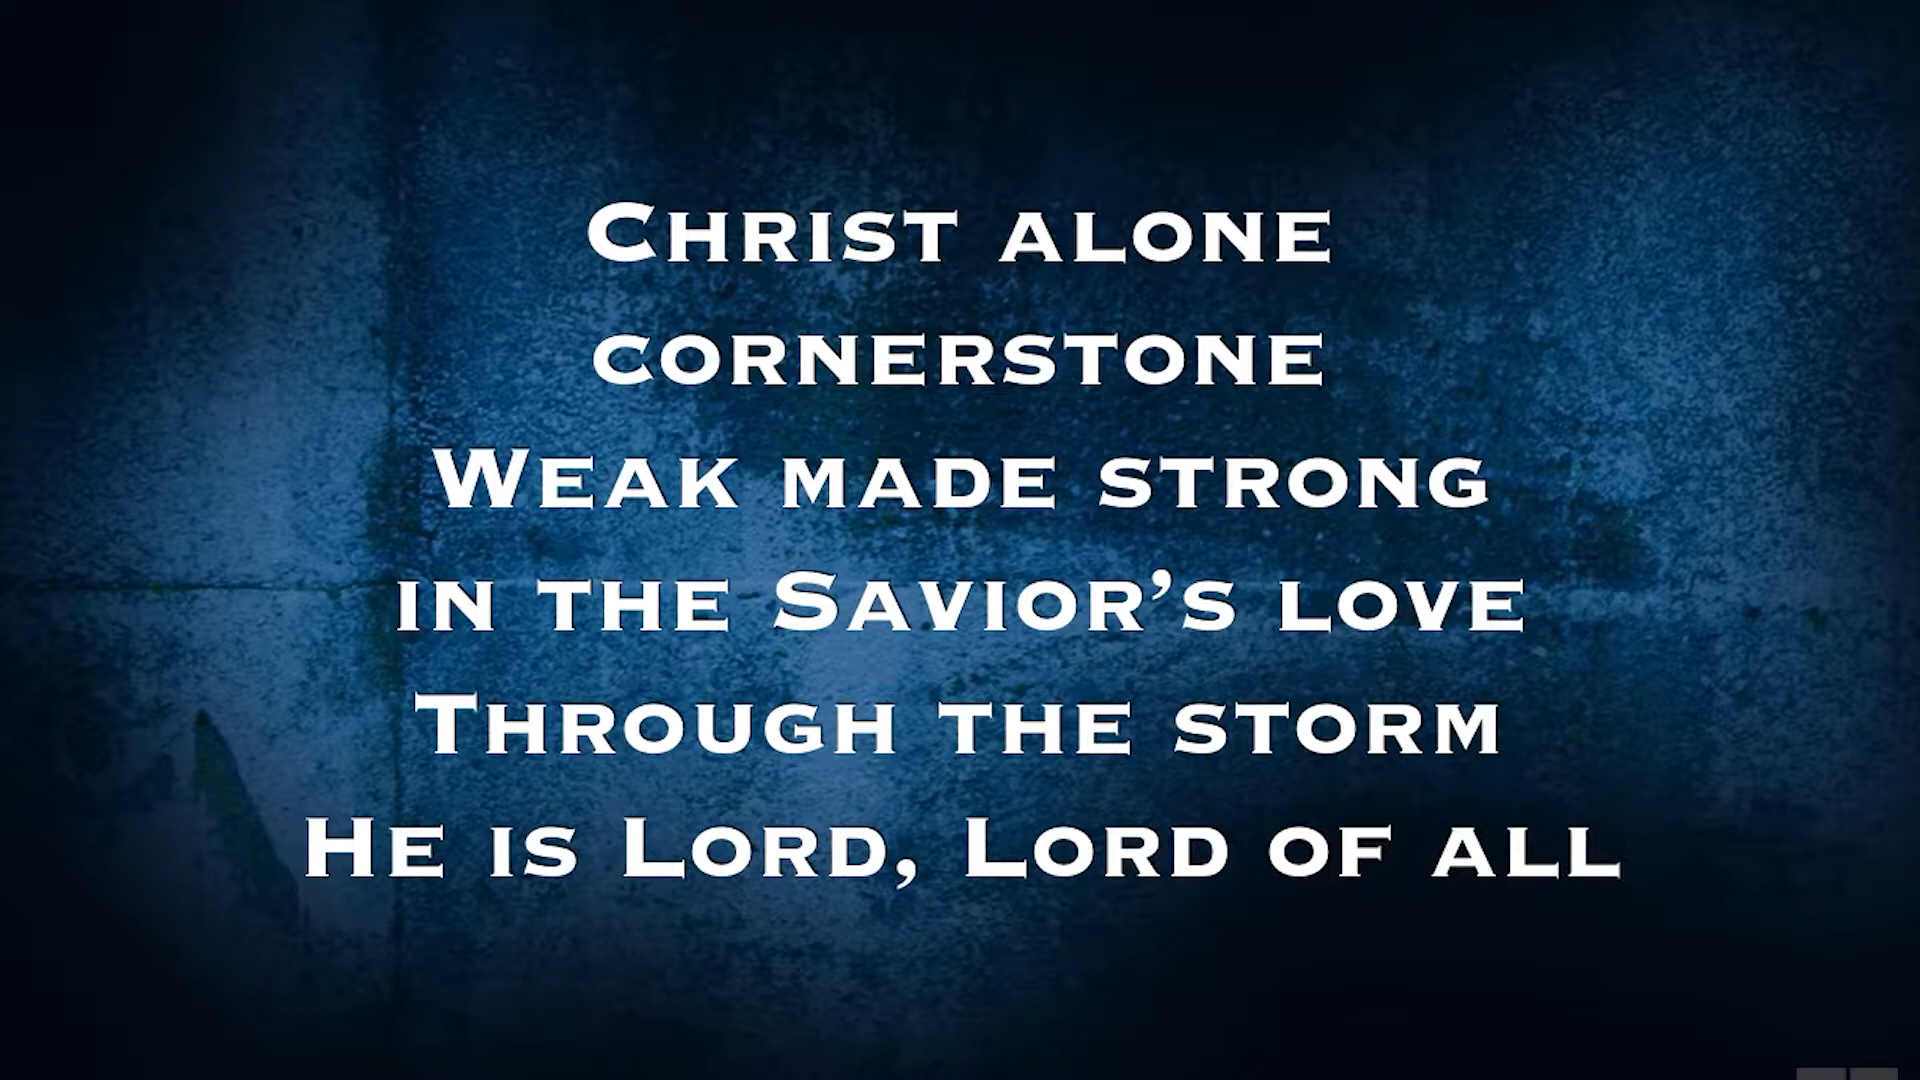 Christ alone
cornerstone
Weak made strong
in the Savior’s love
Through the storm
He is Lord, Lord of all